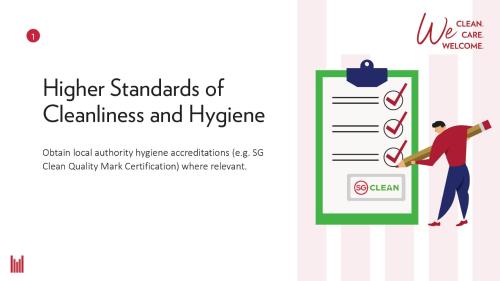 1
We CLEAN.
CARE.
WELCOME.
Higher Standards of
Cleanliness and Hygiene
Obtain local authority hygiene accreditations (e.g. SG
Clean Quality Mark Certification) where relevant.
SG CLEAN